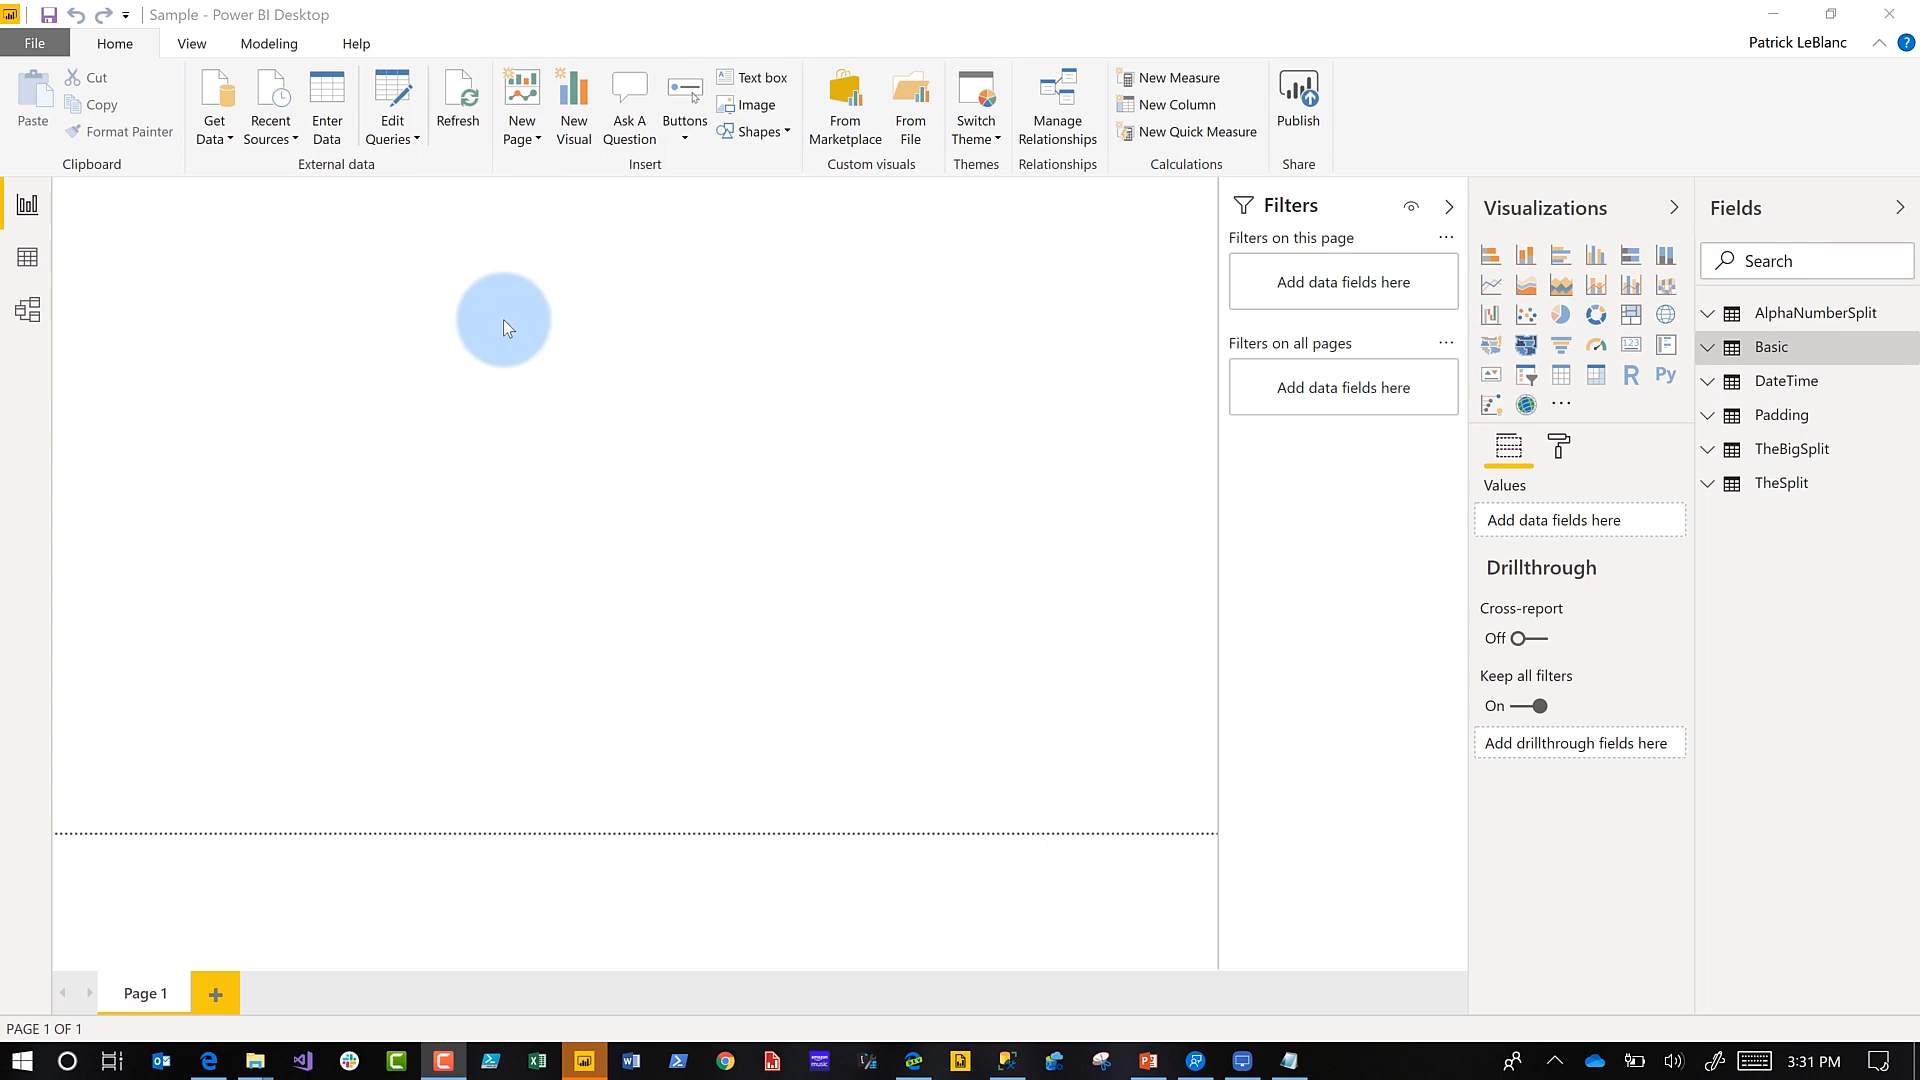 Sample - Power BI Desktop
File
Home
View
Modeling
Help
Patrick LeBlanc
?
Paste
Cut
Copy
Format Painter
Clipboard
Get Data
Recent Sources
Enter Data
Edit Queries
Refresh
External data
New Page
New Visual
Ask A Question
Buttons
Text box
Image
Shapes
Insert
From Marketplace
From File
Custom visuals
Switch Theme
Themes
Manage Relationships
Relationships
New Measure
New Column
New Quick Measure
Calculations
Publish
Share
Filters
Filters on this page
...
Add data fields here
Filters on all pages
...
Add data fields here
Visualizations
123
R
Py
...
Values
Add data fields here
Drillthrough
Cross-report
Off
Keep all filters
On
Add drillthrough fields here
Fields
Search
AlphaNumberSplit
Basic
DateTime
Padding
TheBigSplit
TheSplit
Page 1
+
PAGE 1 OF 1
3:31 PM